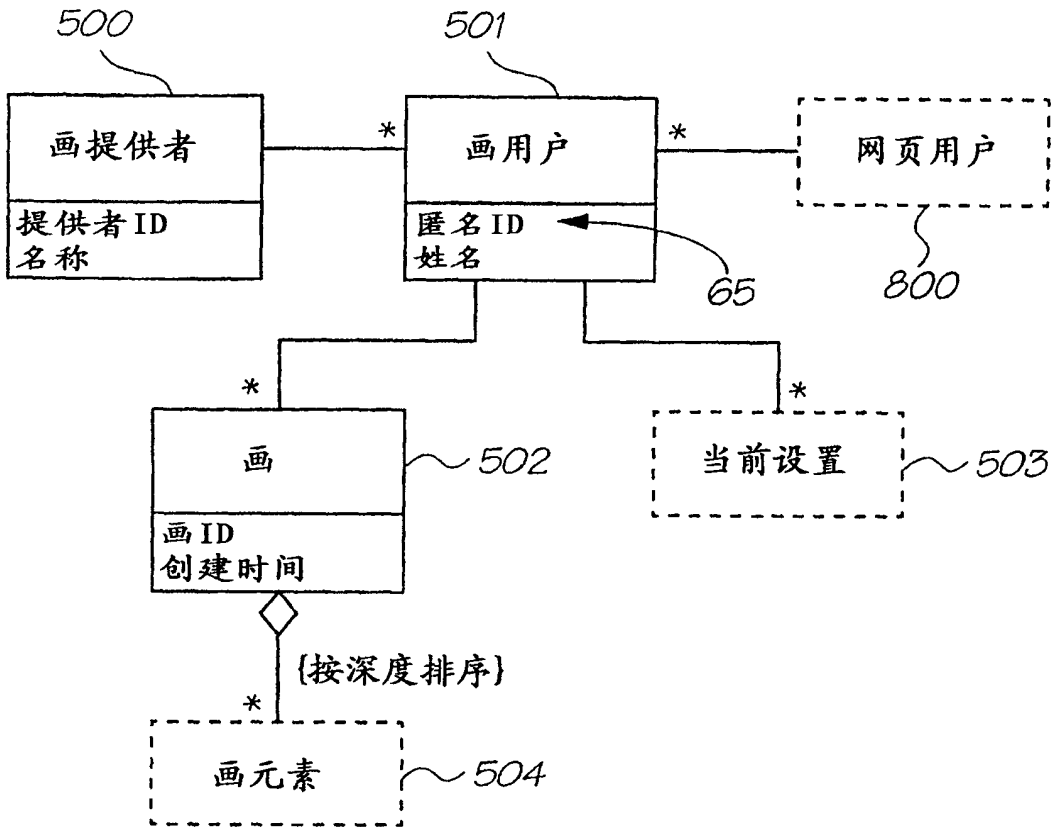 500
501
画提供者
*
画用户
*
网页用户
提供者ID
名称
匿名ID
姓名
65
800
*
*
画
502
当前设置
503
画ID
创建时间
{按深度排序}
*
画元素
504